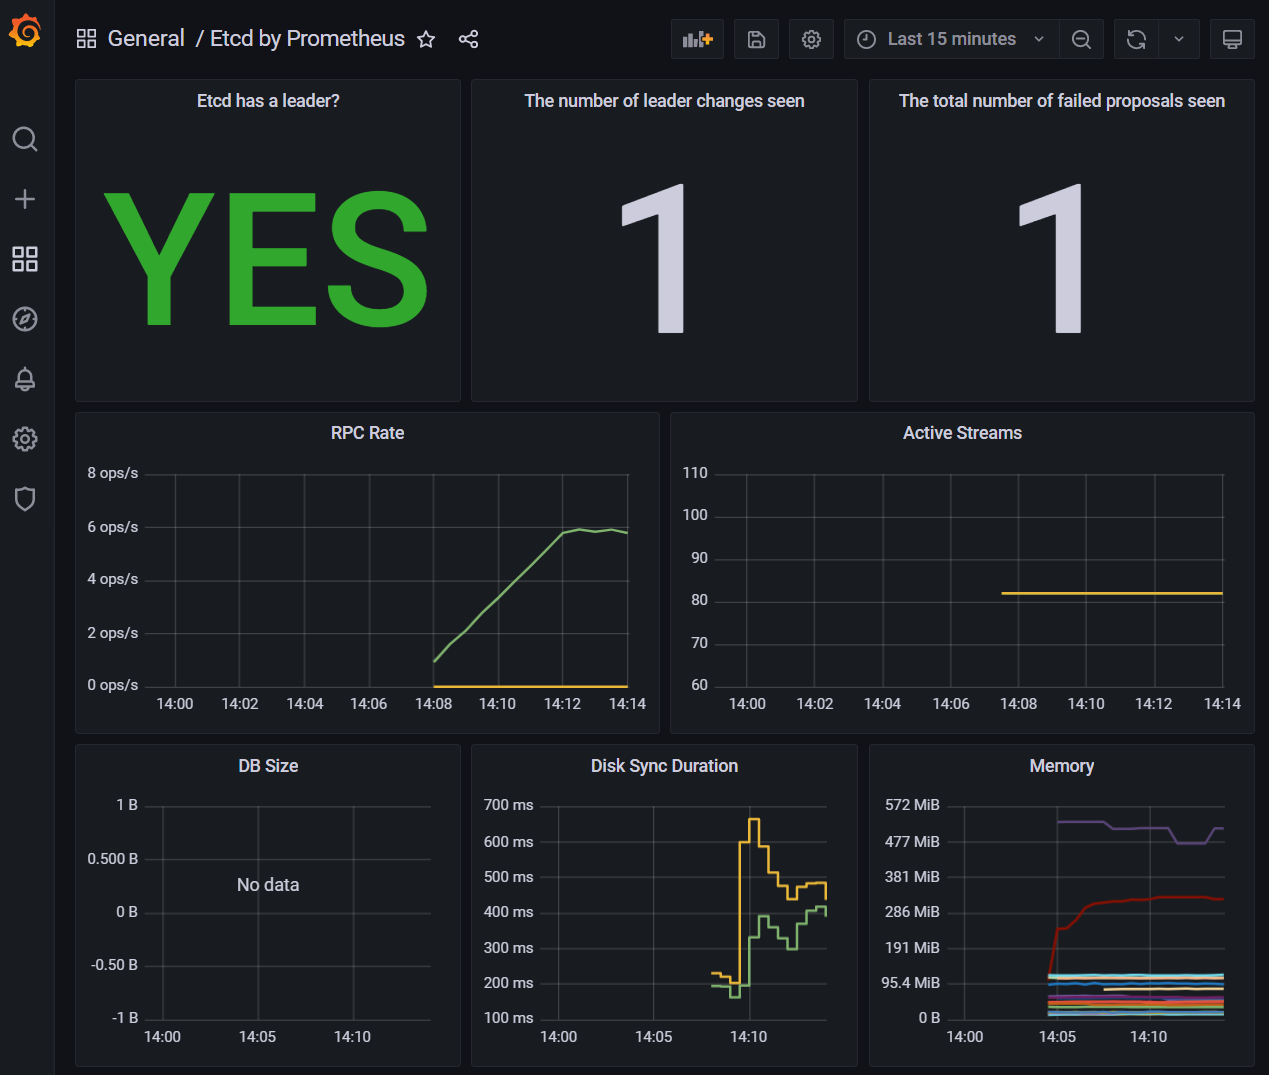 General / Etcd by Prometheus
Last 15 minutes
Etcd has a leader?
YES
The number of leader changes seen
1
The total number of failed proposals seen
1
RPC Rate
8 ops/s
6 ops/s
4 ops/s
2 ops/s
0 ops/s
14:00 14:02 14:04 14:06 14:08 14:10 14:12 14:14
Active Streams
110
100
90
80
70
60
14:00 14:02 14:04 14:06 14:08 14:10 14:12 14:14
DB Size
1 B
0.500 B
No data
0 B
-0.50 B
-1 B
14:00 14:05 14:10
Disk Sync Duration
700 ms
600 ms
500 ms
400 ms
300 ms
200 ms
100 ms
14:00 14:05 14:10
Memory
572 MiB
477 MiB
381 MiB
286 MiB
191 MiB
95.4 MiB
0 B
14:00 14:05 14:10